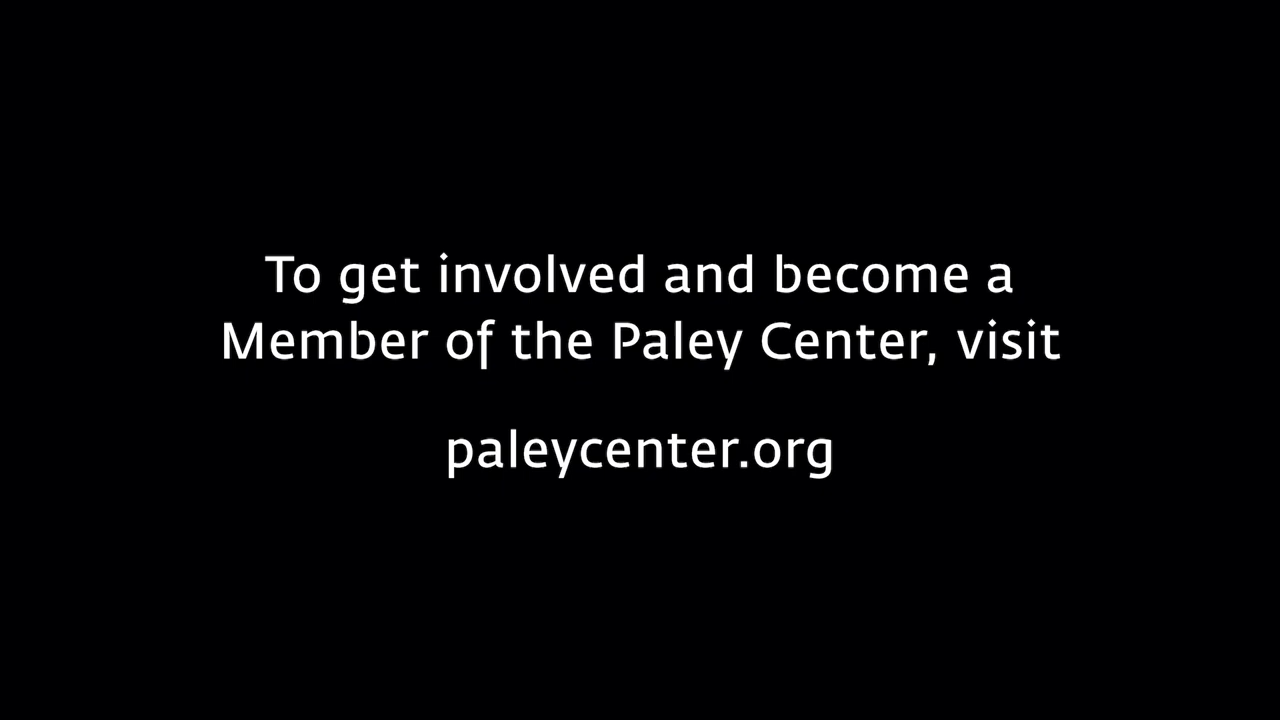 To get involved and become a
Member of the Paley Center, visit
paleycenter.org